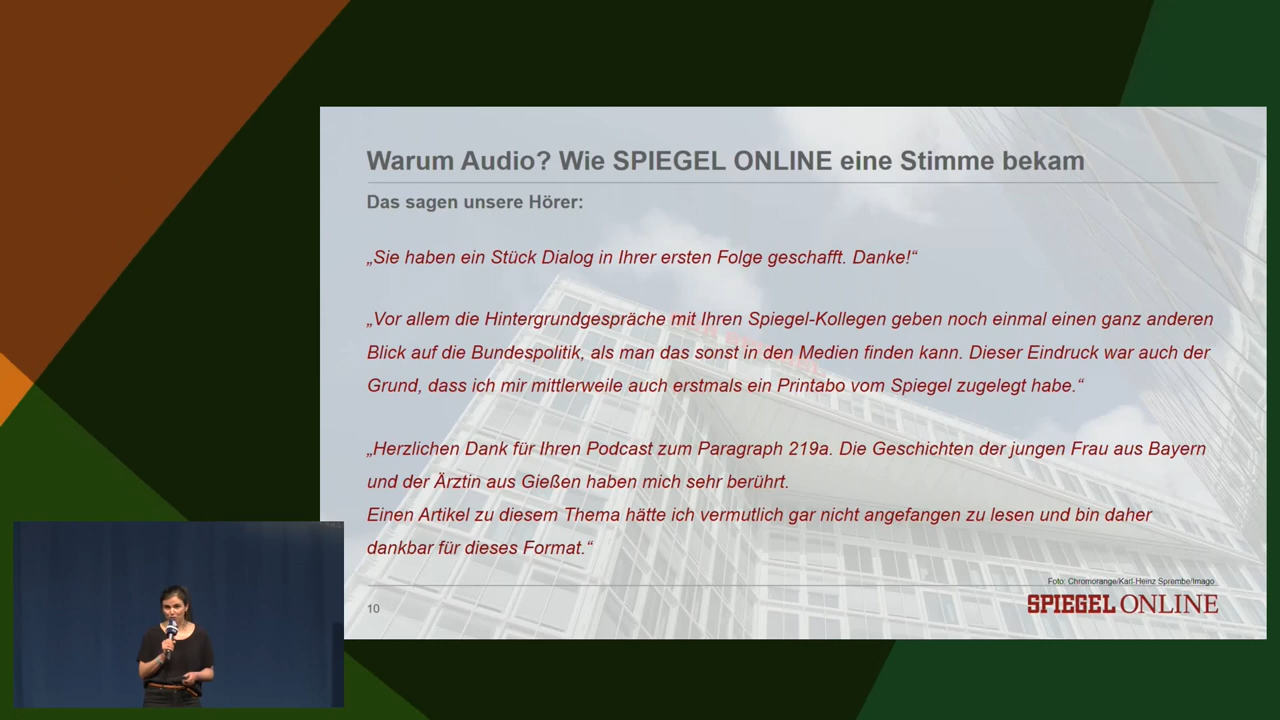 Warum Audio? Wie SPIEGEL ONLINE eine Stimme bekam
Das sagen unsere Hörer:
„Sie haben ein Stück Dialog in Ihrer ersten Folge geschafft. Danke!“
„Vor allem die Hintergrundgespräche mit Ihren Spiegel-Kollegen geben noch einmal einen ganz anderen
Blick auf die Bundespolitik, als man das sonst in den Medien finden kann. Dieser Eindruck war auch der
Grund, dass ich mir mittlerweile auch erstmals ein Printabo vom Spiegel zugelegt habe.“
„Herzlichen Dank für Ihren Podcast zum Paragraph 219a. Die Geschichten der jungen Frau aus Bayern
und der Ärztin aus Gießen haben mich sehr berührt.
Einen Artikel zu diesem Thema hätte ich vermutlich gar nicht angefangen zu lesen und bin daher
dankbar für dieses Format.“
Foto: Chromorange/Karl-Heinz Sprembe/Imago
10
SPIEGEL ONLINE